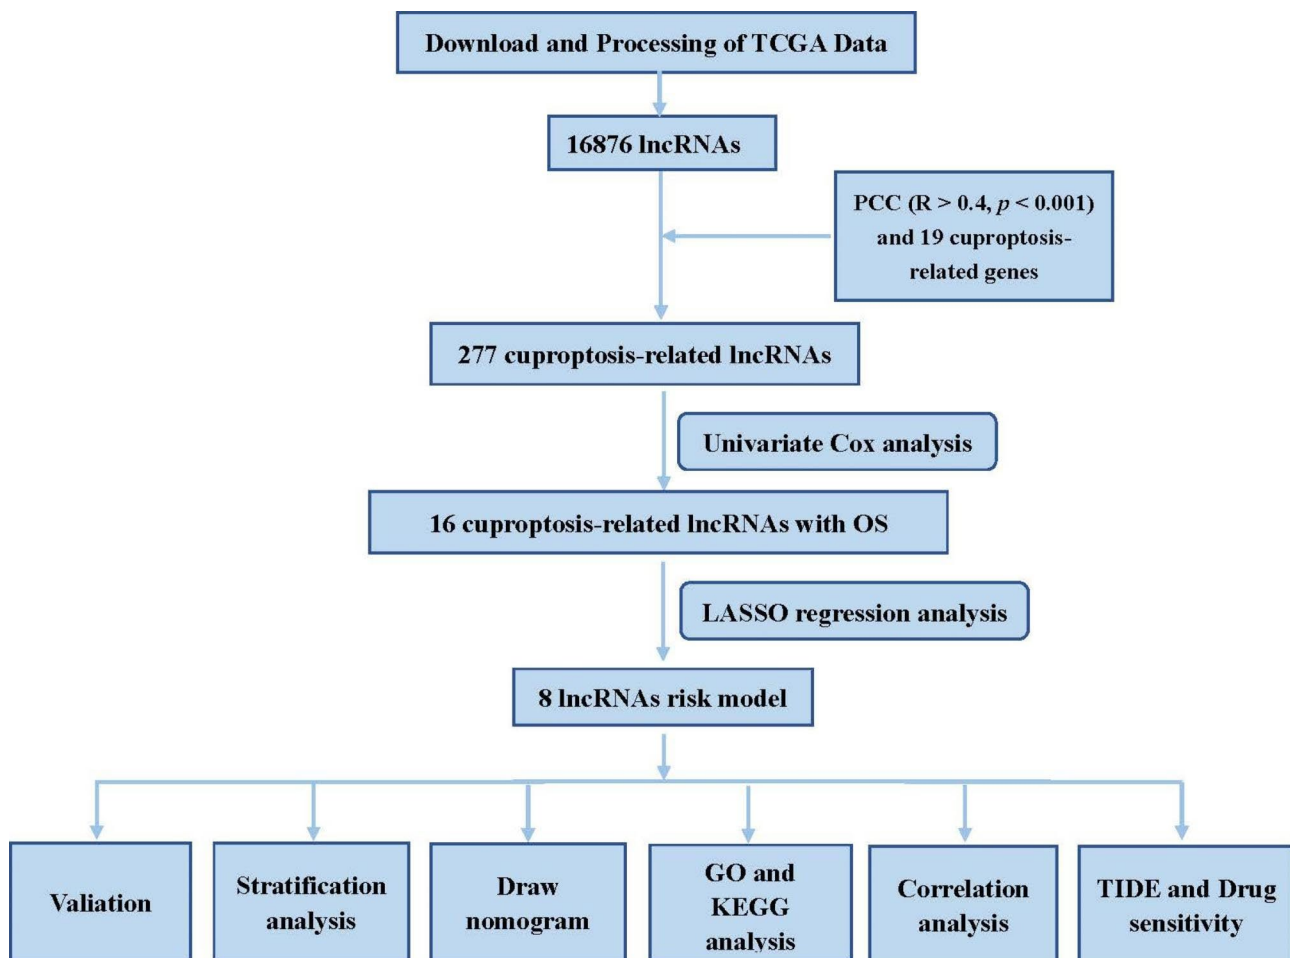 Download and Processing of TCGA Data
16876 lncRNAs
PCC (R > 0.4, p < 0.001)
and 19 cuproptosis-
related genes
277 cuproptosis-related lncRNAs
Univariate Cox analysis
16 cuproptosis-related lncRNAs with OS
LASSO regression analysis
8 lncRNAs risk model
Valiation
Stratification
analysis
Draw
nomogram
GO and
KEGG
analysis
Correlation
analysis
TIDE and Drug
sensitivity